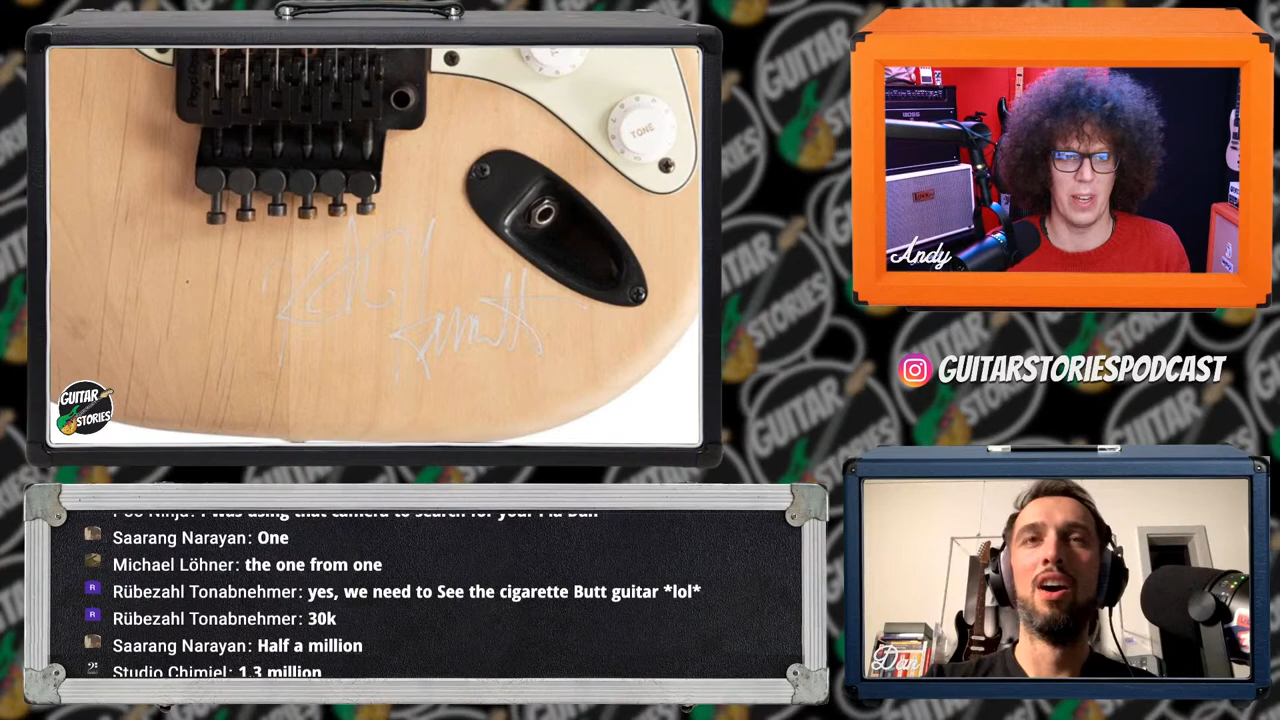 TONE
GUITAR
STORIES
BOSS
Andy
GUITARSTORIESPODCAST
Saarang Narayan: One
Michael Löhner: the one from one
Rübezahl Tonabnehmer: yes, we need to See the cigarette Butt guitar *lol*
Rübezahl Tonabnehmer: 30k
Saarang Narayan: Half a million
Studio Chimiel: 1.3 million
Dan